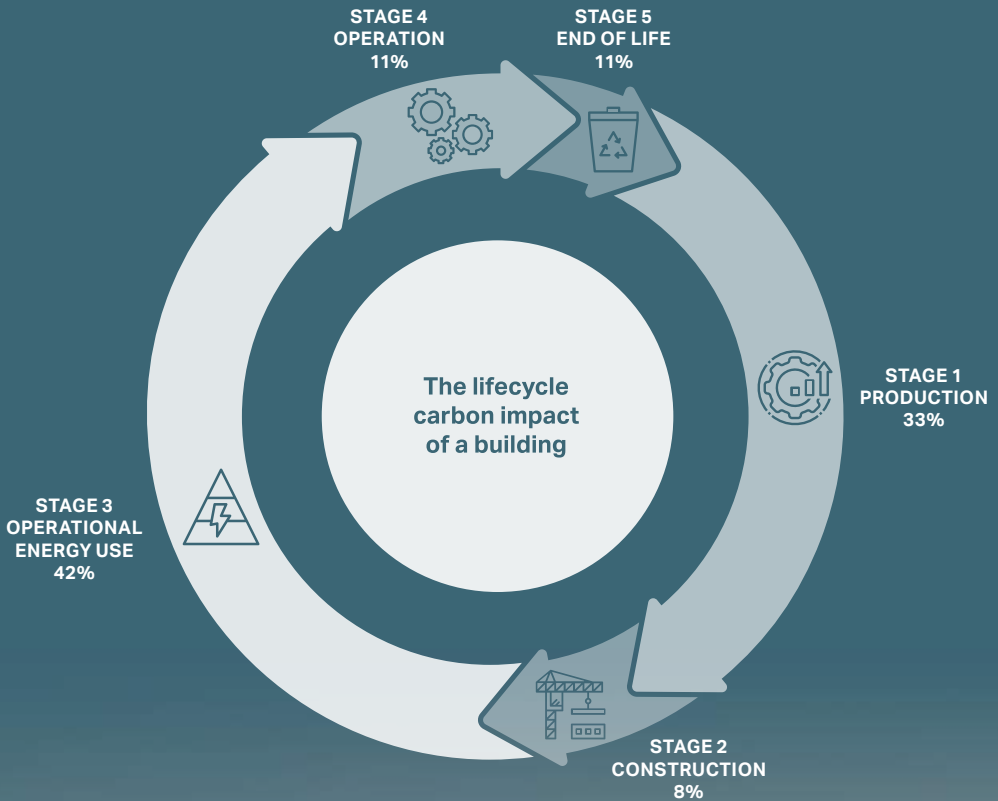 STAGE 4
OPERATION
11%
STAGE 5
END OF LIFE
11%
STAGE 1
PRODUCTION
33%
The lifecycle
carbon impact
of a building
STAGE 3
OPERATIONAL
ENERGY USE
42%
STAGE 2
CONSTRUCTION
8%